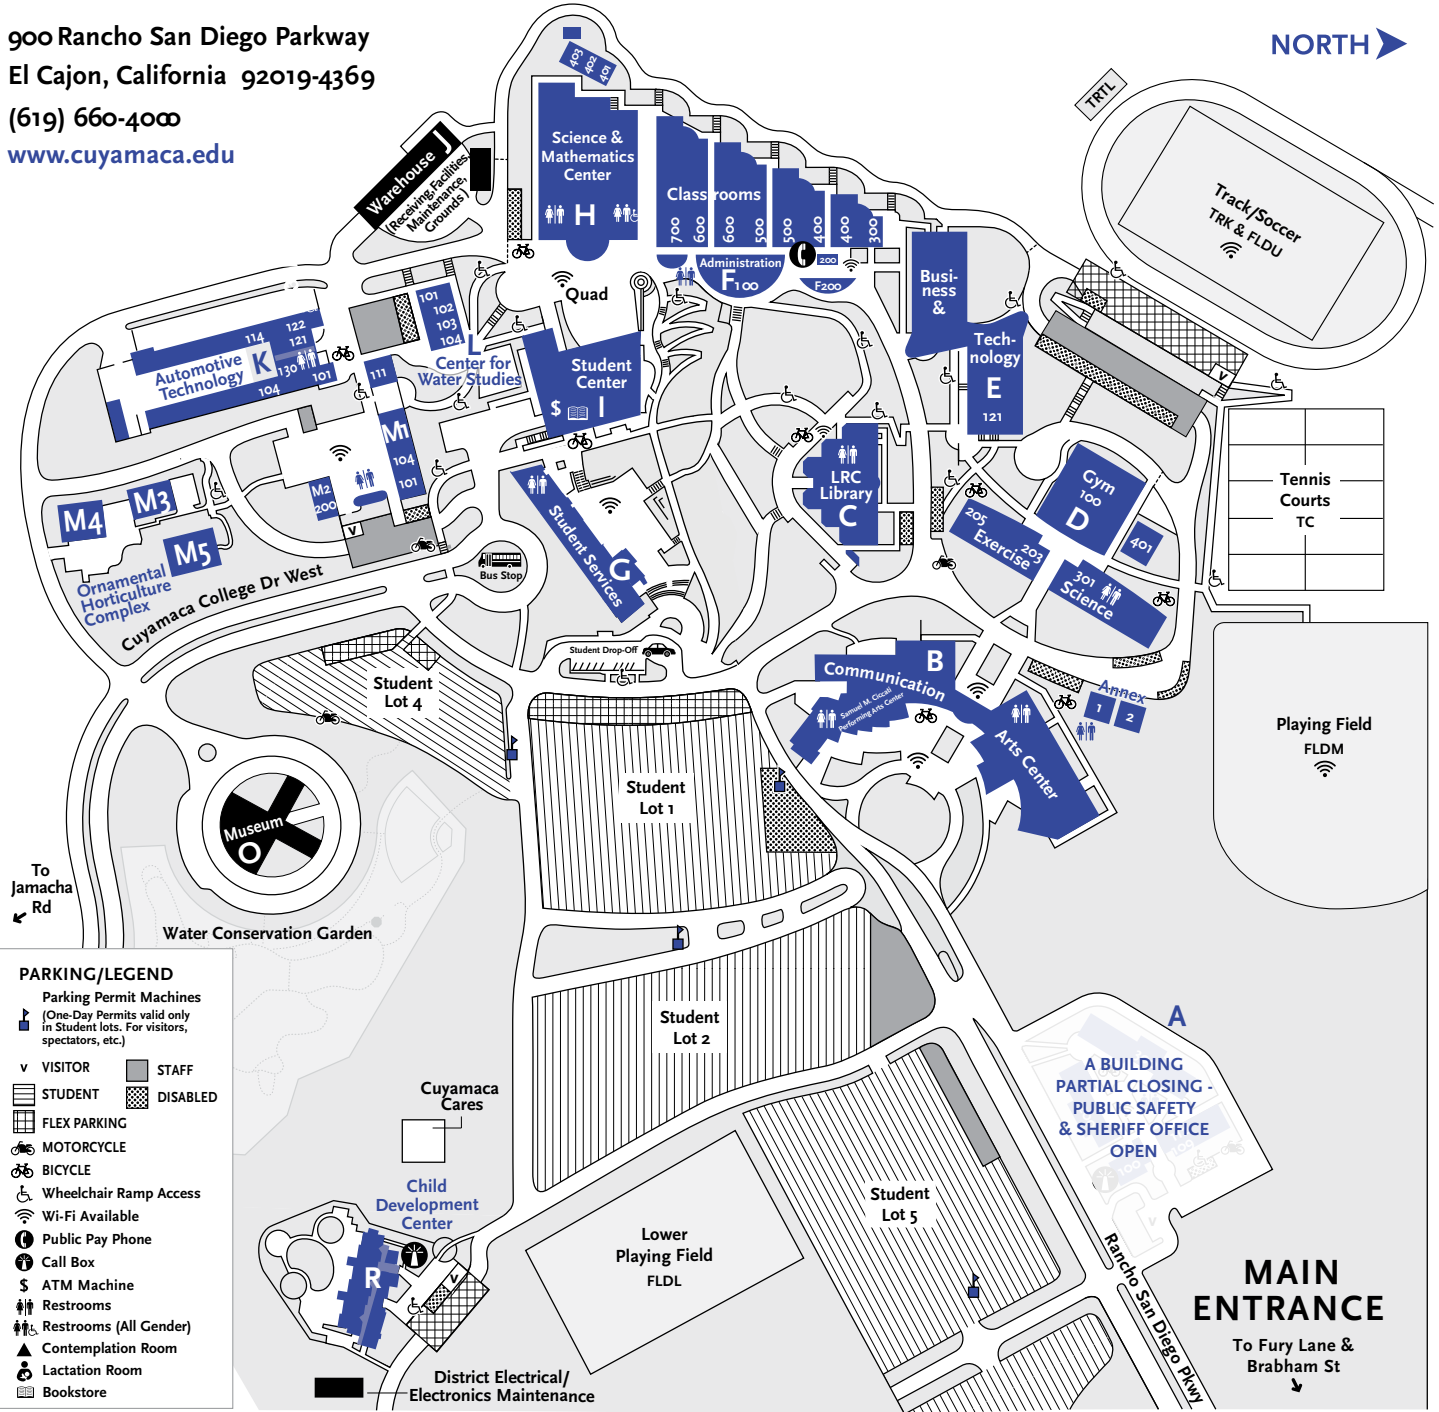 900 Rancho San Diego Parkway
El Cajon, California 92019-4369
(619) 660-4000
www.cuyamaca.edu
NORTH
403
402
401
TRTL
Science &
Mathematics
Center
H
Warehouse J
(Receiving, Facilities,
Maintenance,
Grounds)
Classrooms
700
600
600
500
500
400
400
300
Track/Soccer
TRK & FLDU
Administration
F100
200
F200
Quad
Busi-
ness
&
Tech-
nology
E
121
101
102
103
104
L
Center for
Water Studies
122
121
114
Automotive
Technology
K
130
101
104
111
Student
Center
$
I
v
M1
104
101
M2
200
v
LRC
Library
C
Gym
100
D
401
Tennis
Courts
TC
M4
M3
M5
Ornamental
Horticulture
Complex
Cuyamaca College Dr West
Bus Stop
Student Services
G
205
203
Exercise
301
Science
Student Drop-Off
B
Communication
Samuel M. Ciccati
Performing Arts Center
Arts Center
Annex
1
2
Student
Lot 4
Playing Field
FLDM
Student
Lot 1
Museum
O
To
Jamacha
Rd
Water Conservation Garden
Student
Lot 2
A
A BUILDING
PARTIAL CLOSING -
PUBLIC SAFETY
& SHERIFF OFFICE
OPEN
100
v
Cuyamaca
Cares
Child
Development
Center
R
v
Student
Lot 5
Lower
Playing Field
FLDL
Rancho San Diego Pkwy
MAIN
ENTRANCE
To Fury Lane &
Brabham St
District Electrical/
Electronics Maintenance
PARKING/LEGEND
Parking Permit Machines
(One-Day Permits valid only
in Student lots. For visitors,
spectators, etc.)
v VISITOR
STAFF
STUDENT
DISABLED
FLEX PARKING
MOTORCYCLE
BICYCLE
Wheelchair Ramp Access
Wi-Fi Available
Public Pay Phone
Call Box
$ ATM Machine
Restrooms
Restrooms (All Gender)
Contemplation Room
Lactation Room
Bookstore